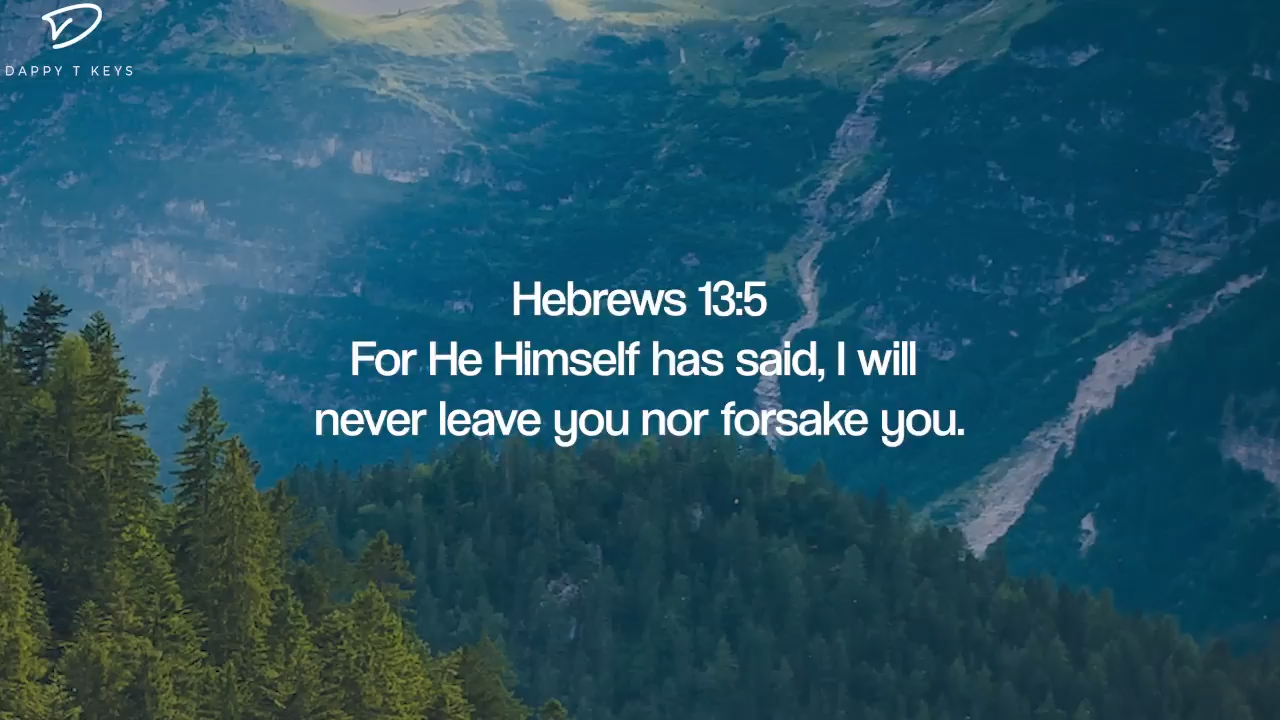 DAPPY T KEYS
Hebrews 13:5
For He Himself has said, I will
never leave you nor forsake you.